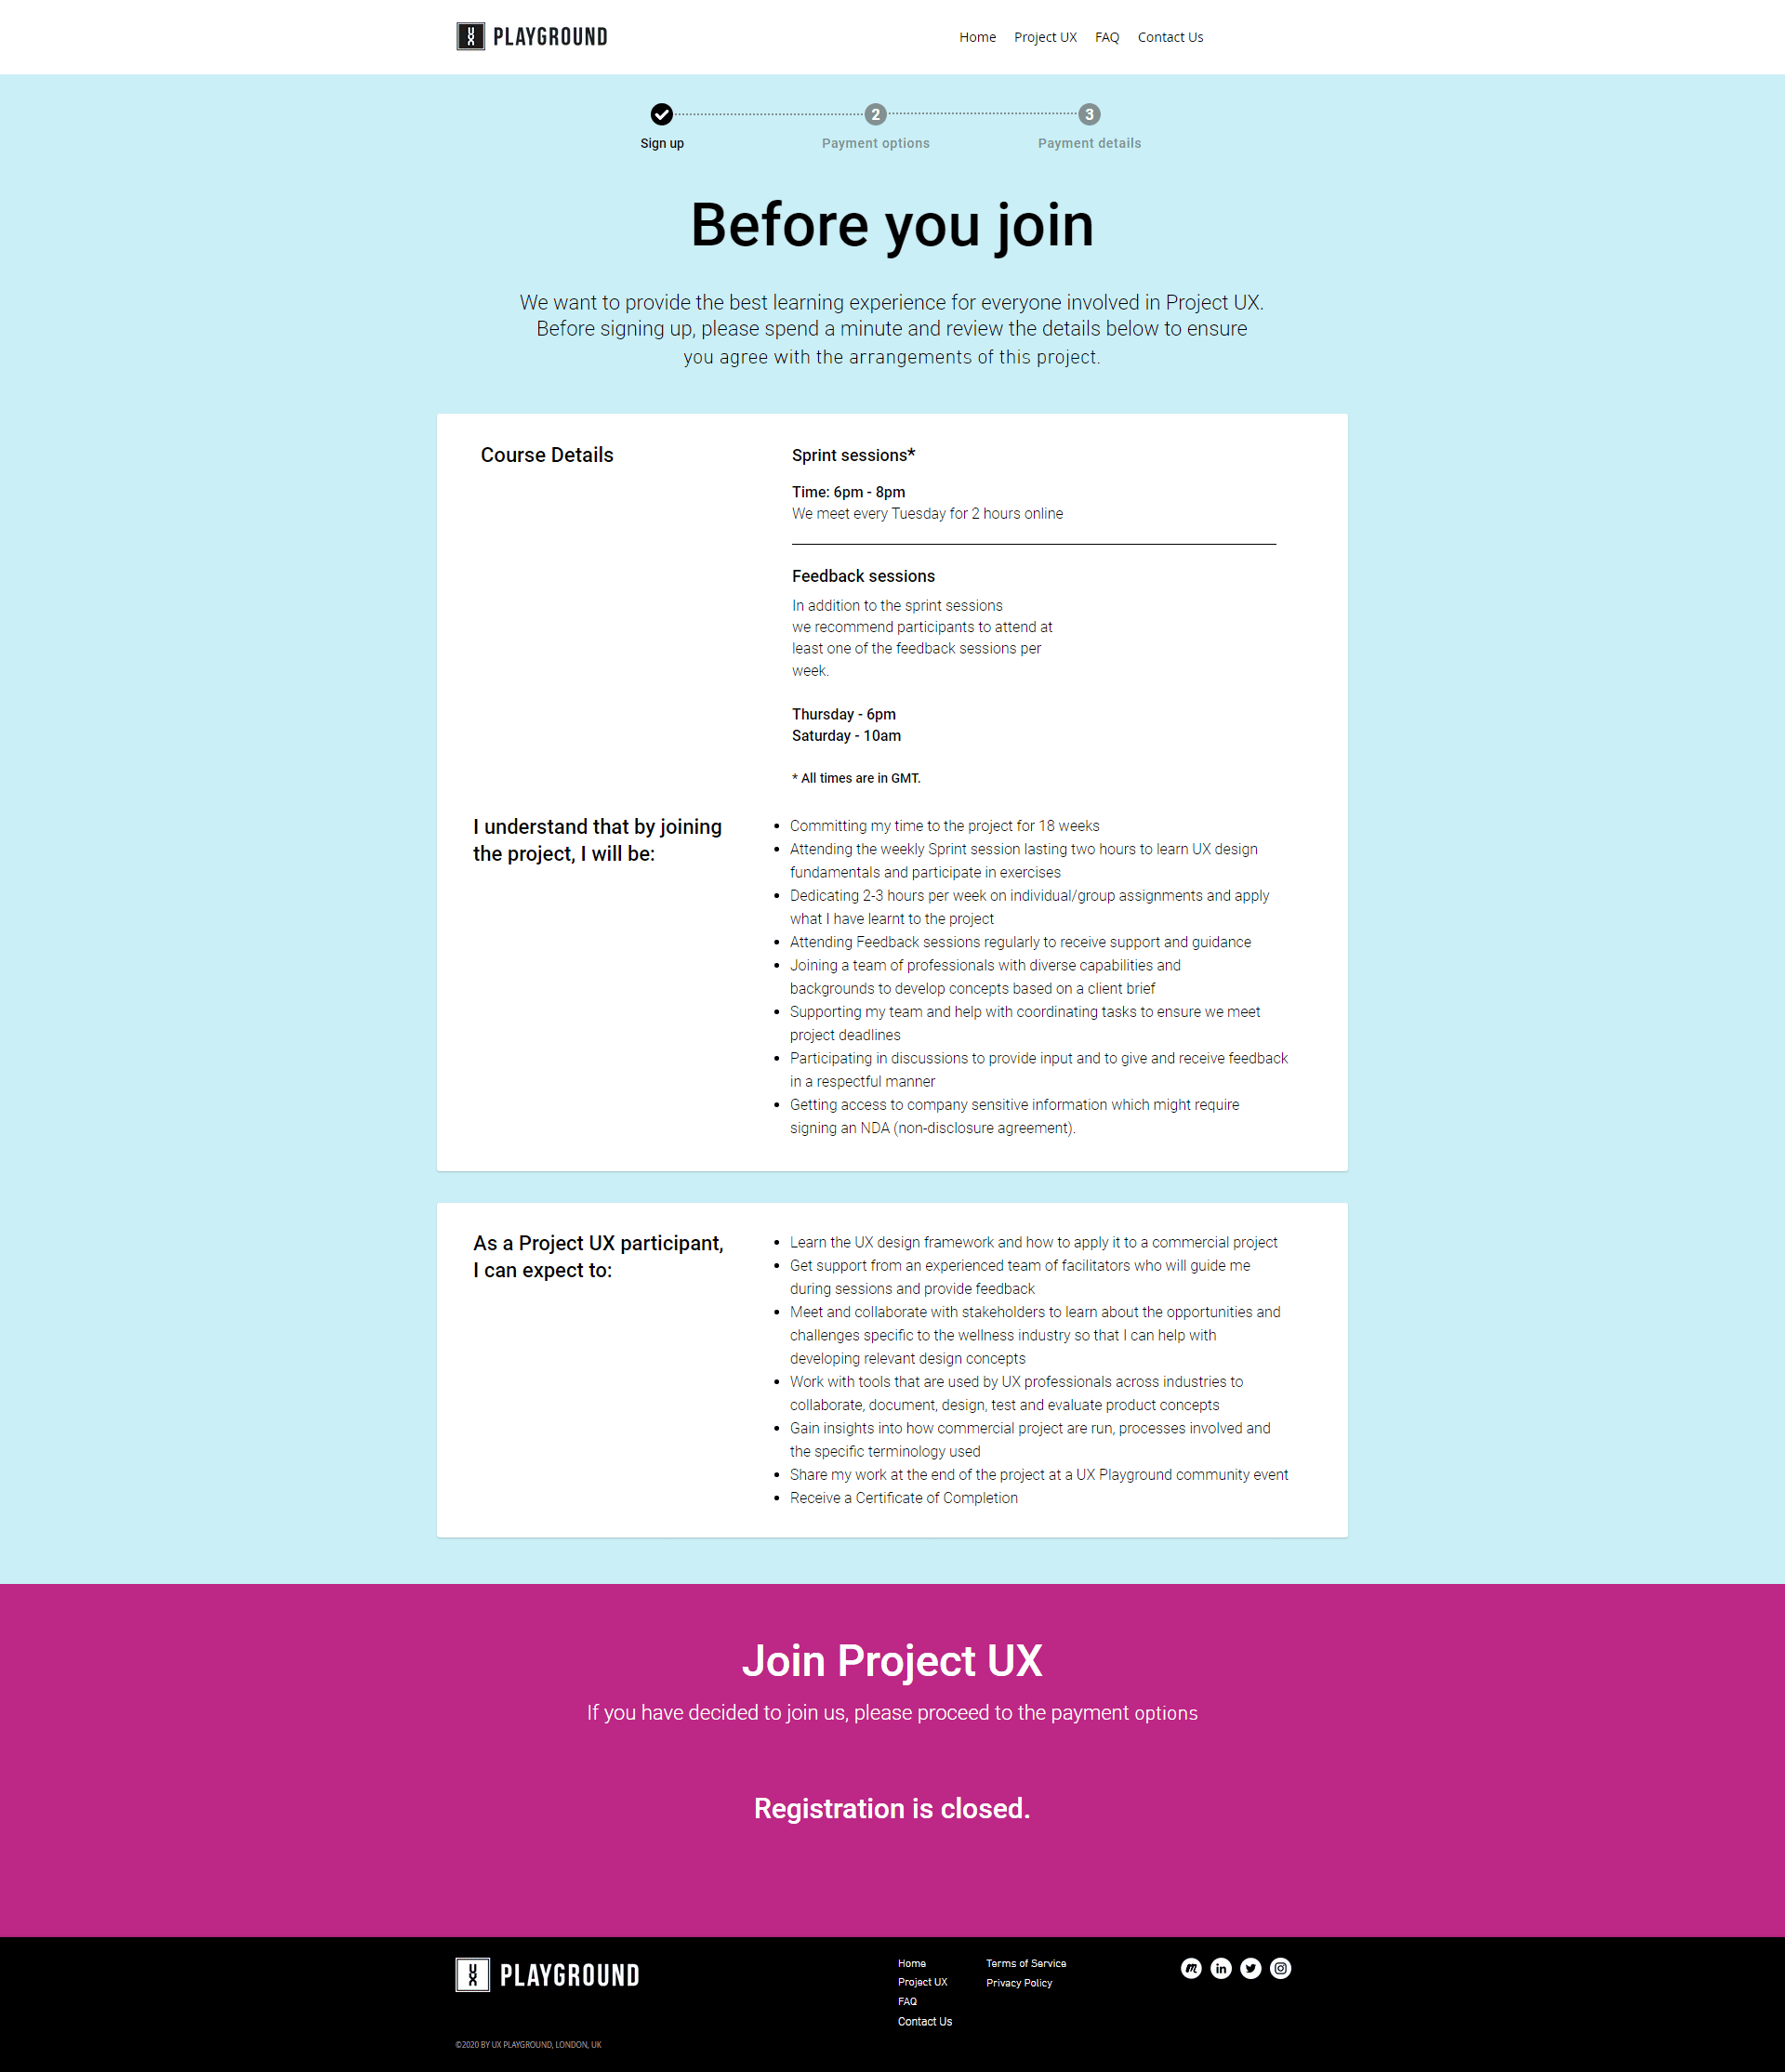 UX PLAYGROUND
Home Project UX FAQ Contact Us
2 3
Sign up Payment options Payment details
Before you join
We want to provide the best learning experience for everyone involved in Project UX.
Before signing up, please spend a minute and review the details below to ensure
you agree with the arrangements of this project.
Course Details
Sprint sessions*
Time: 6pm - 8pm
We meet every Tuesday for 2 hours online
Feedback sessions
In addition to the sprint sessions
we recommend participants to attend at
least one of the feedback sessions per
week.
Thursday - 6pm
Saturday - 10am
* All times are in GMT.
I understand that by joining
the project, I will be:
• Committing my time to the project for 18 weeks
• Attending the weekly Sprint session lasting two hours to learn UX design
fundamentals and participate in exercises
• Dedicating 2-3 hours per week on individual/group assignments and apply
what I have learnt to the project
• Attending Feedback sessions regularly to receive support and guidance
• Joining a team of professionals with diverse capabilities and
backgrounds to develop concepts based on a client brief
• Supporting my team and help with coordinating tasks to ensure we meet
project deadlines
• Participating in discussions to provide input and to give and receive feedback
in a respectful manner
• Getting access to company sensitive information which might require
signing an NDA (non-disclosure agreement).
As a Project UX participant,
I can expect to:
• Learn the UX design framework and how to apply it to a commercial project
• Get support from an experienced team of facilitators who will guide me
during sessions and provide feedback
• Meet and collaborate with stakeholders to learn about the opportunities and
challenges specific to the wellness industry so that I can help with
developing relevant design concepts
• Work with tools that are used by UX professionals across industries to
collaborate, document, design, test and evaluate product concepts
• Gain insights into how commercial project are run, processes involved and
the specific terminology used
• Share my work at the end of the project at a UX Playground community event
• Receive a Certificate of Completion
Join Project UX
If you have decided to join us, please proceed to the payment options
Registration is closed.
UX PLAYGROUND
Home
Project UX
FAQ
Contact Us
Terms of Service
Privacy Policy
©2020 BY UX PLAYGROUND, LONDON, UK